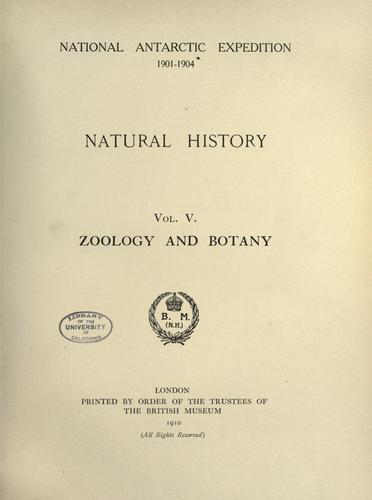 NATIONAL ANTARCTIC EXPEDITION
1901-1904
NATURAL HISTORY
VOL. V.
ZOOLOGY AND BOTANY
B. M.
(N.H.)
LIBRARY
OF THE
UNIVERSITY
OF
CALIFORNIA
LONDON
PRINTED BY ORDER OF THE TRUSTEES OF
THE BRITISH MUSEUM
1910
(All Rights Reserved)